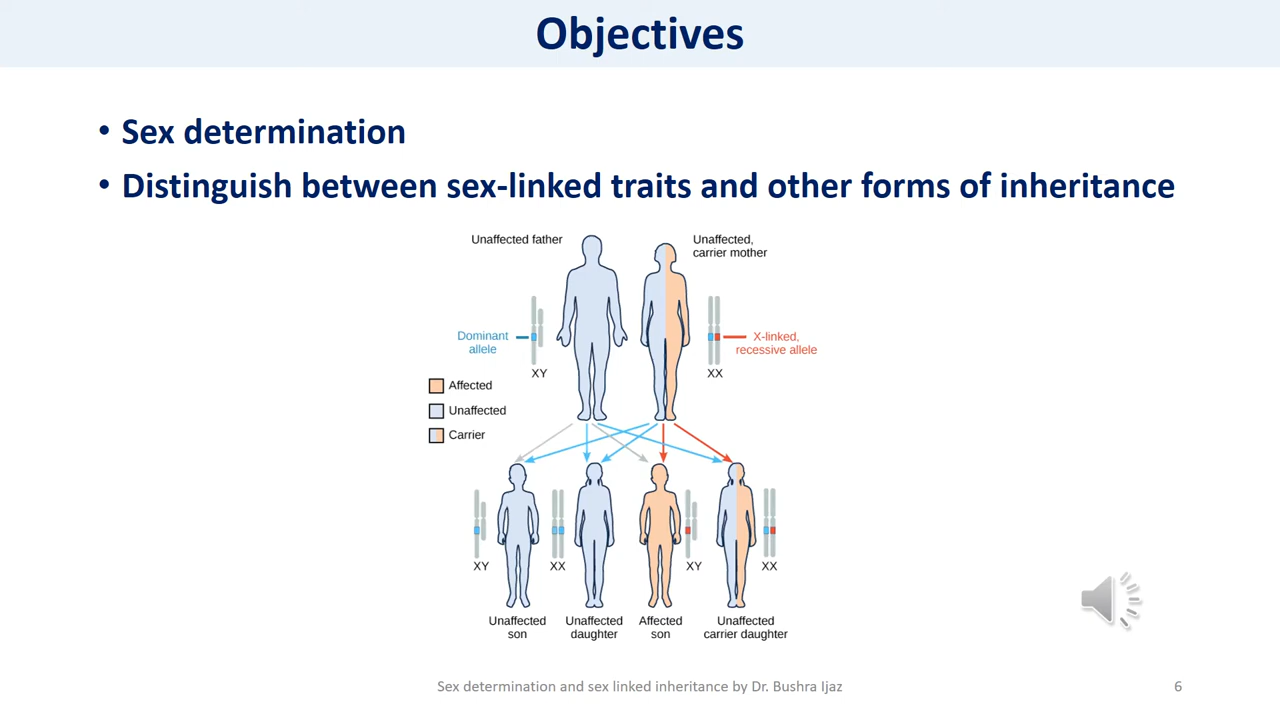 Objectives
• Sex determination
• Distinguish between sex-linked traits and other forms of inheritance
Unaffected father
Unaffected,
carrier mother
Dominant
allele
X-linked,
recessive allele
XY
XX
Affected
Unaffected
Carrier
XY
XX
XY
XX
Unaffected
son
Unaffected
daughter
Affected
son
Unaffected
carrier daughter
Sex determination and sex linked inheritance by Dr. Bushra Ijaz
6